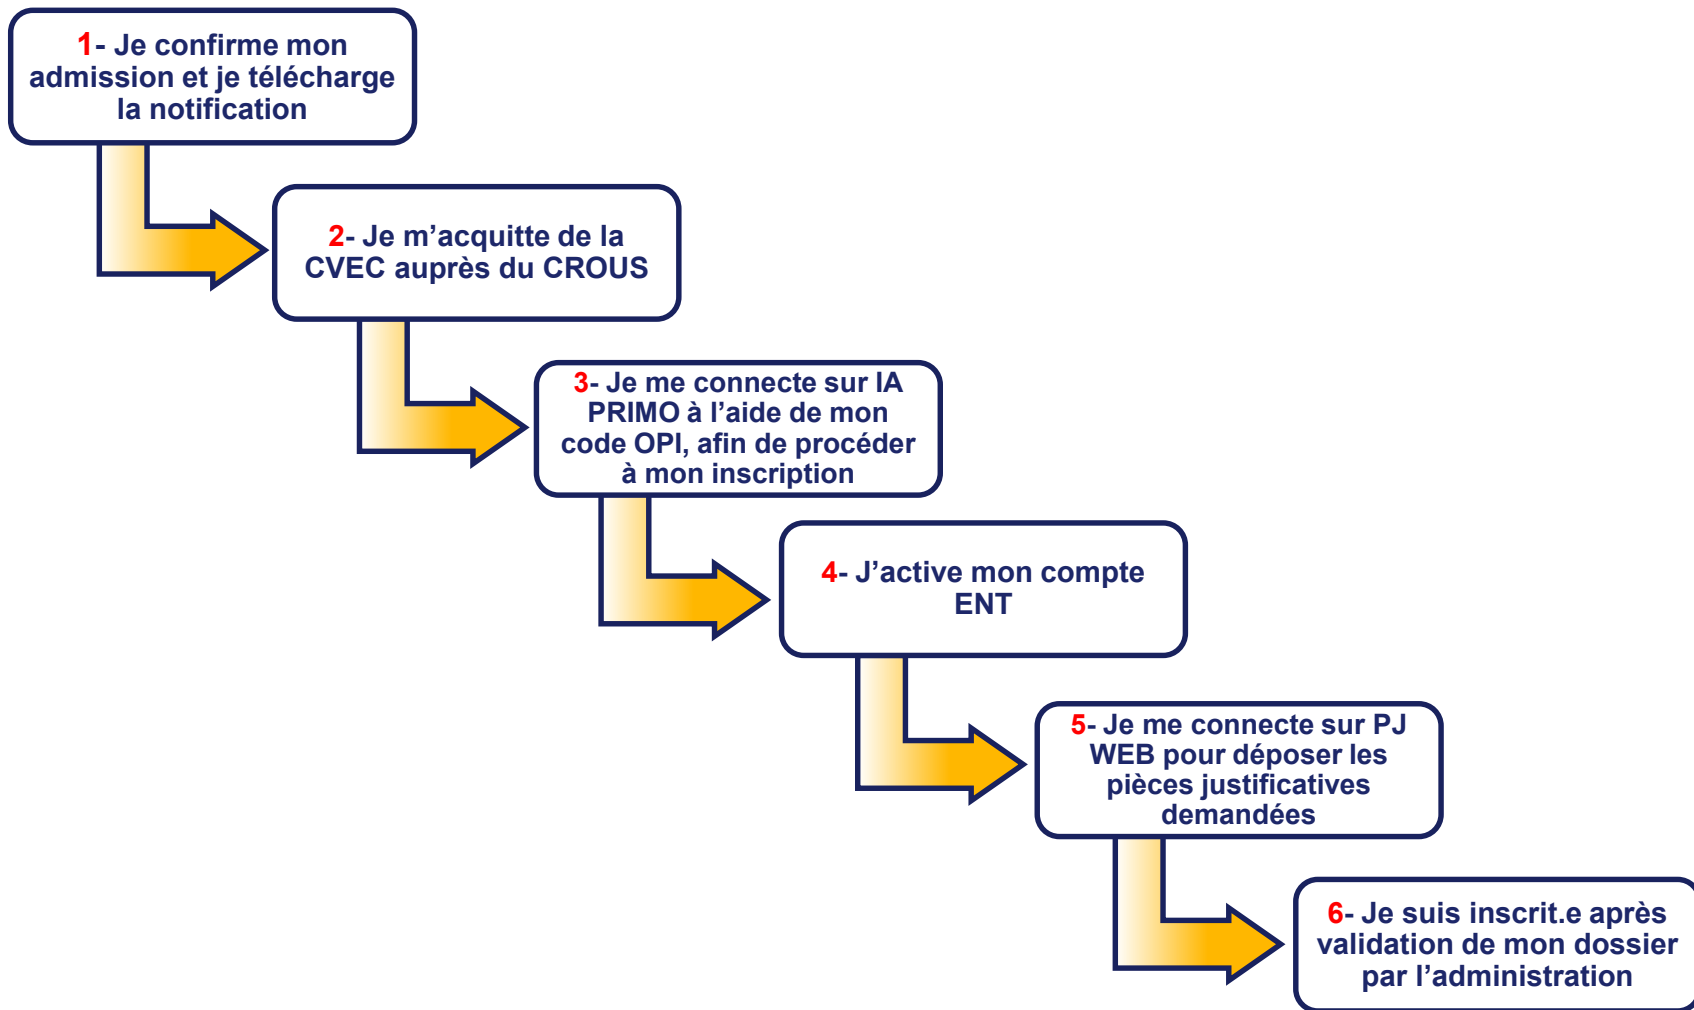 1- Je confirme mon
admission et je télécharge
la notification
2- Je m’acquitte de la
CVEC auprès du CROUS
3- Je me connecte sur IA
PRIMO à l’aide de mon
code OPI, afin de procéder
à mon inscription
4- J’active mon compte
ENT
5- Je me connecte sur PJ
WEB pour déposer les
pièces justificatives
demandées
6- Je suis inscrit.e après
validation de mon dossier
par l’administration